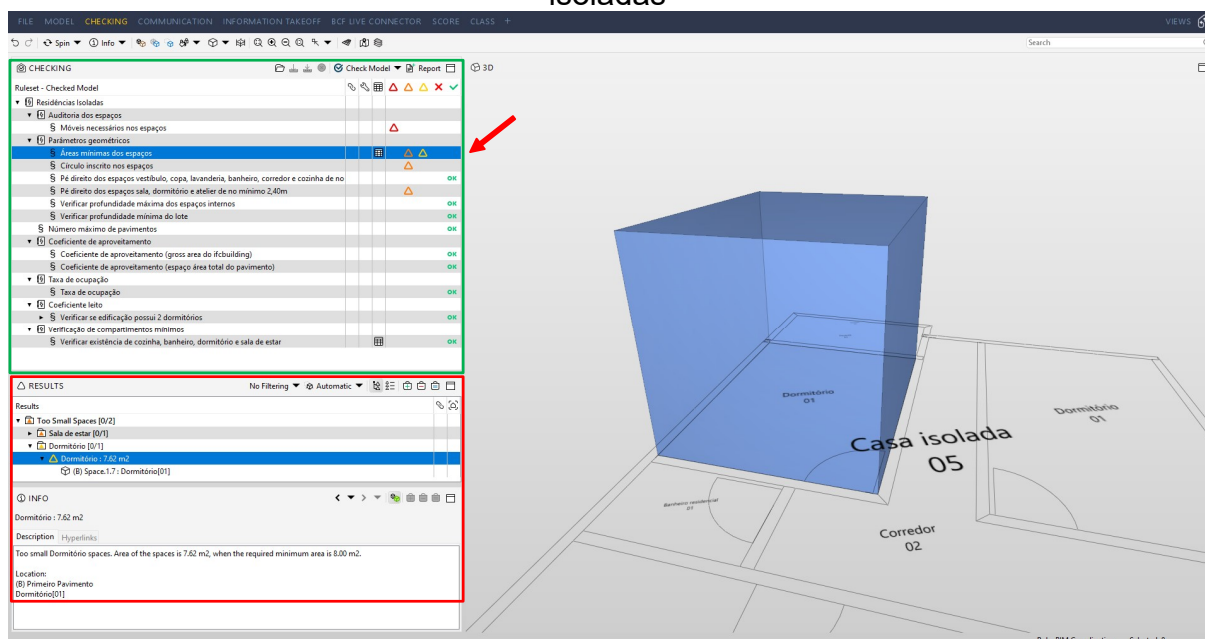 isoladas
FILE MODEL CHECKING COMMUNICATION INFORMATION TAKEOFF BCF LIVE CONNECTOR SCORE CLASS + VIEWS
Spin Info Search
CHECKING Check Model Report 3D
Ruleset - Checked Model
Residências Isoladas
Auditoria dos espaços
§ Móveis necessários nos espaços
Parâmetros geométricos
§ Áreas mínimas dos espaços
§ Círculo inscrito nos espaços
§ Pé direito dos espaços vestíbulo, copa, lavanderia, banheiro, corredor e cozinha de no OK
§ Pé direito dos espaços sala, dormitório e atelier de no mínimo 2,40m
§ Verificar profundidade máxima dos espaços internos OK
§ Verificar profundidade mínima do lote OK
§ Número máximo de pavimentos OK
Coeficiente de aproveitamento
§ Coeficiente de aproveitamento (gross area do ifcbuilding) OK
§ Coeficiente de aproveitamento (espaço área total do pavimento) OK
Taxa de ocupação
§ Taxa de ocupação OK
Coeficiente leito
§ Verificar se edificação possui 2 dormitórios OK
Verificação de compartimentos mínimos
§ Verificar existência de cozinha, banheiro, dormitório e sala de estar OK
RESULTS No Filtering Automatic
Results
Too Small Spaces [0/2]
Sala de estar [0/1]
Dormitório [0/1]
Dormitório : 7.62 m2
(B) Space.1.7 : Dormitório[01]
INFO
Dormitório : 7.62 m2
Description Hyperlinks
Too small Dormitório spaces. Area of the spaces is 7.62 m2, when the required minimum area is 8.00 m2.
Location:
(B) Primeiro Pavimento
Dormitório[01]
Dormitório
01
Dormitório
01
Casa isolada
05
Banheiro residencial
01
Corredor
02